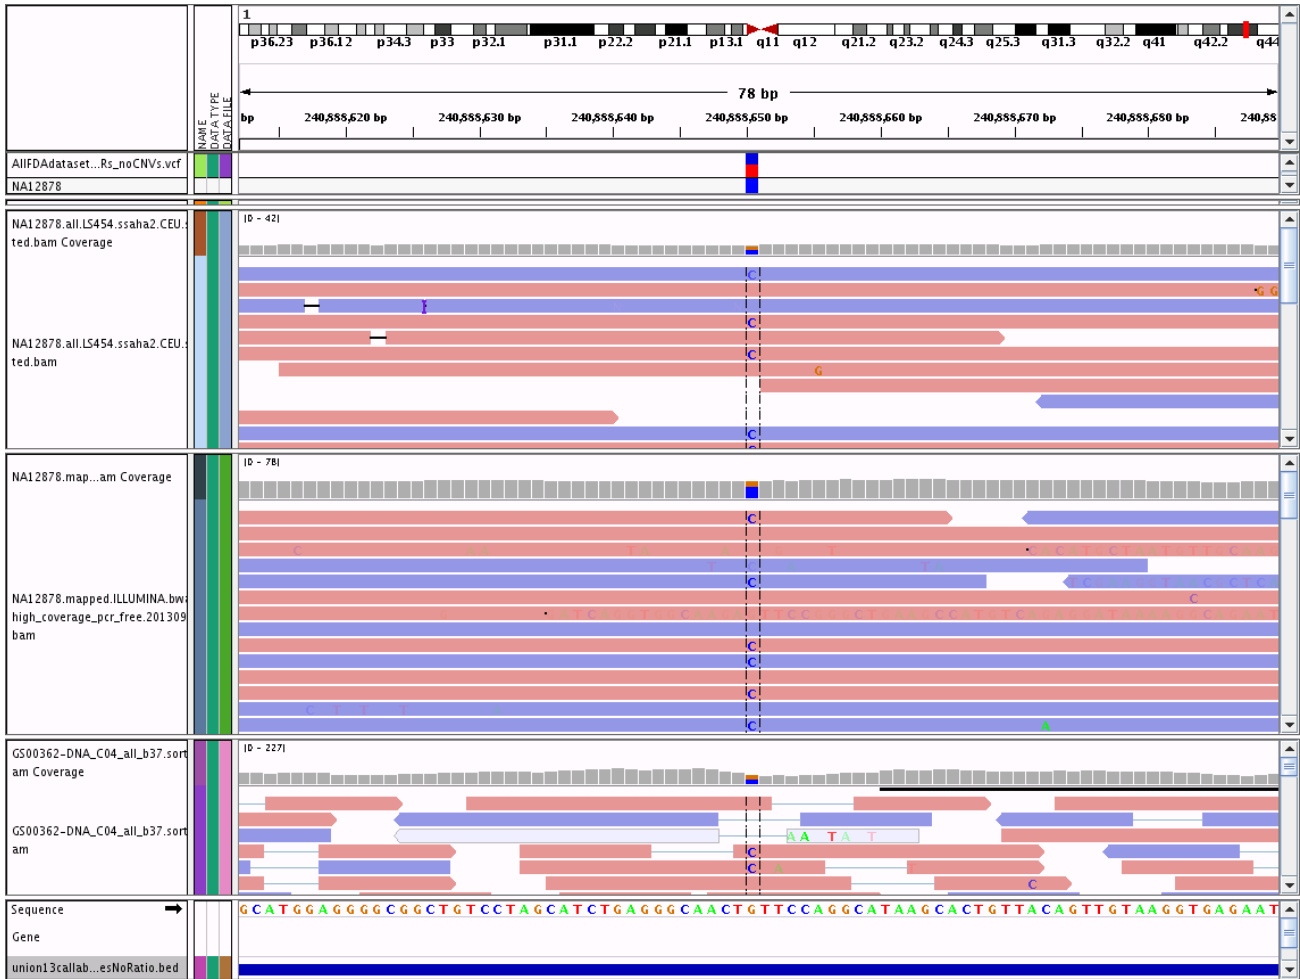 1
p36.23 p36.12 p34.3 p33 p32.1 p31.1 p22.2 p21.1 p13.1 q11 q12 q21.2 q23.2 q24.3 q25.3 q31.3 q32.2 q41 q42.2 q44
78 bp
NAME
DATA TYPE
DATA FILE
bp 240,888,620 bp 240,888,630 bp 240,888,640 bp 240,888,650 bp 240,888,660 bp 240,888,670 bp 240,888,680 bp 240,88
AllFDAdataset...Rs_noCNVs.vcf
NA12878
NA12878.all.LS454.ssaha2.CEU.s
ted.bam Coverage
[0 - 42]
C
G G
C
NA12878.all.LS454.ssaha2.CEU.s
ted.bam
C
G
C
NA12878.map...am Coverage
[0 - 78]
C
C T A T
T C
C
NA12878.mapped.ILLUMINA.bwa
high_coverage_pcr_free.201309
bam
C
C
C
C
C T T T
C A
GS00362-DNA_C04_all_b37.sort
am Coverage
[0 - 227]
GS00362-DNA_C04_all_b37.sort
am
A A T A T
C
C A
C
Sequence
G C A T G G A G G G G C G G C T G T C C T A G C A T C T G A G G G C A A C T G T T C C A G G C A T A A G C A C T G T T A C A G T T G T A A G G T G A G A A T
Gene
union13callab...esNoRatio.bed